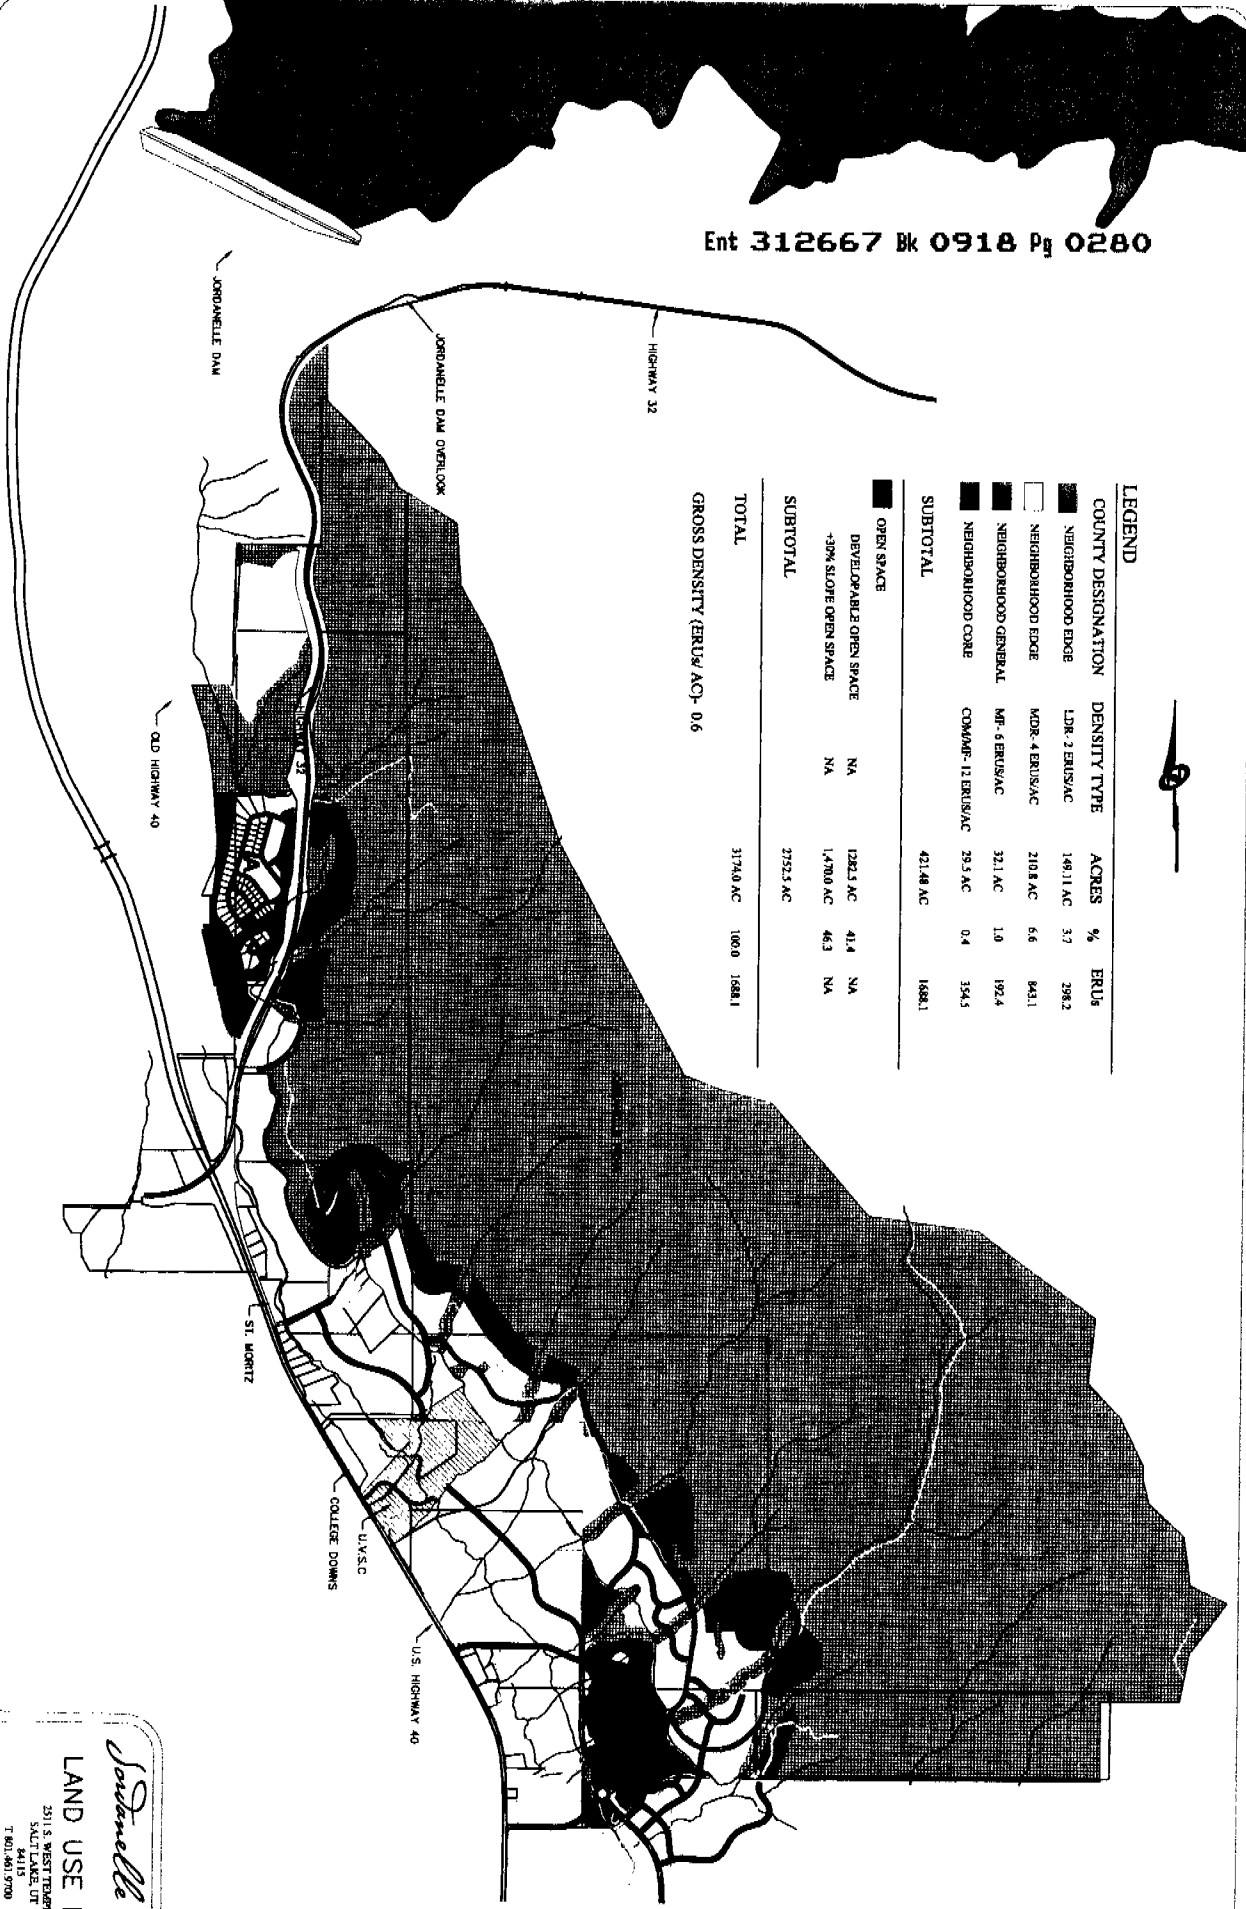 Ent 312667 Bk 0918 Pg 0280
LEGEND
COUNTY DESIGNATION DENSITY TYPE ACRES % ERUs
NEIGHBORHOOD EDGE LDR- 2 ERUS/AC 149.11 AC 3.7 298.2
NEIGHBORHOOD EDGE MDR- 4 ERUS/AC 210.8 AC 6.6 843.1
NEIGHBORHOOD GENERAL MF- 6 ERUS/AC 32.1 AC 1.0 192.4
NEIGHBORHOOD CORE COM/MF- 12 ERUS/AC 29.5 AC 0.4 354.5
SUBTOTAL 421.48 AC 1688.1
OPEN SPACE
DEVELOPABLE OPEN SPACE NA 1282.5 AC 41.4 NA
+30% SLOPE OPEN SPACE NA 1,470.0 AC 46.3 NA
SUBTOTAL 2752.5 AC
TOTAL 3174.0 AC 100.0 1688.1
GROSS DENSITY (ERUs/ AC)- 0.6
HIGHWAY 32
JORDANELLE DAM OVERLOOK
JORDANELLE DAM
HIGHWAY 32
OLD HIGHWAY 40
A
ST. MORTZ
COLLEGE DOWNS
U.V.S.C
U.S. HIGHWAY 40
Jordanelle
LAND USE
2511 S. WEST TEMPLE
SALT LAKE, UT
84115
T 801.461.9700